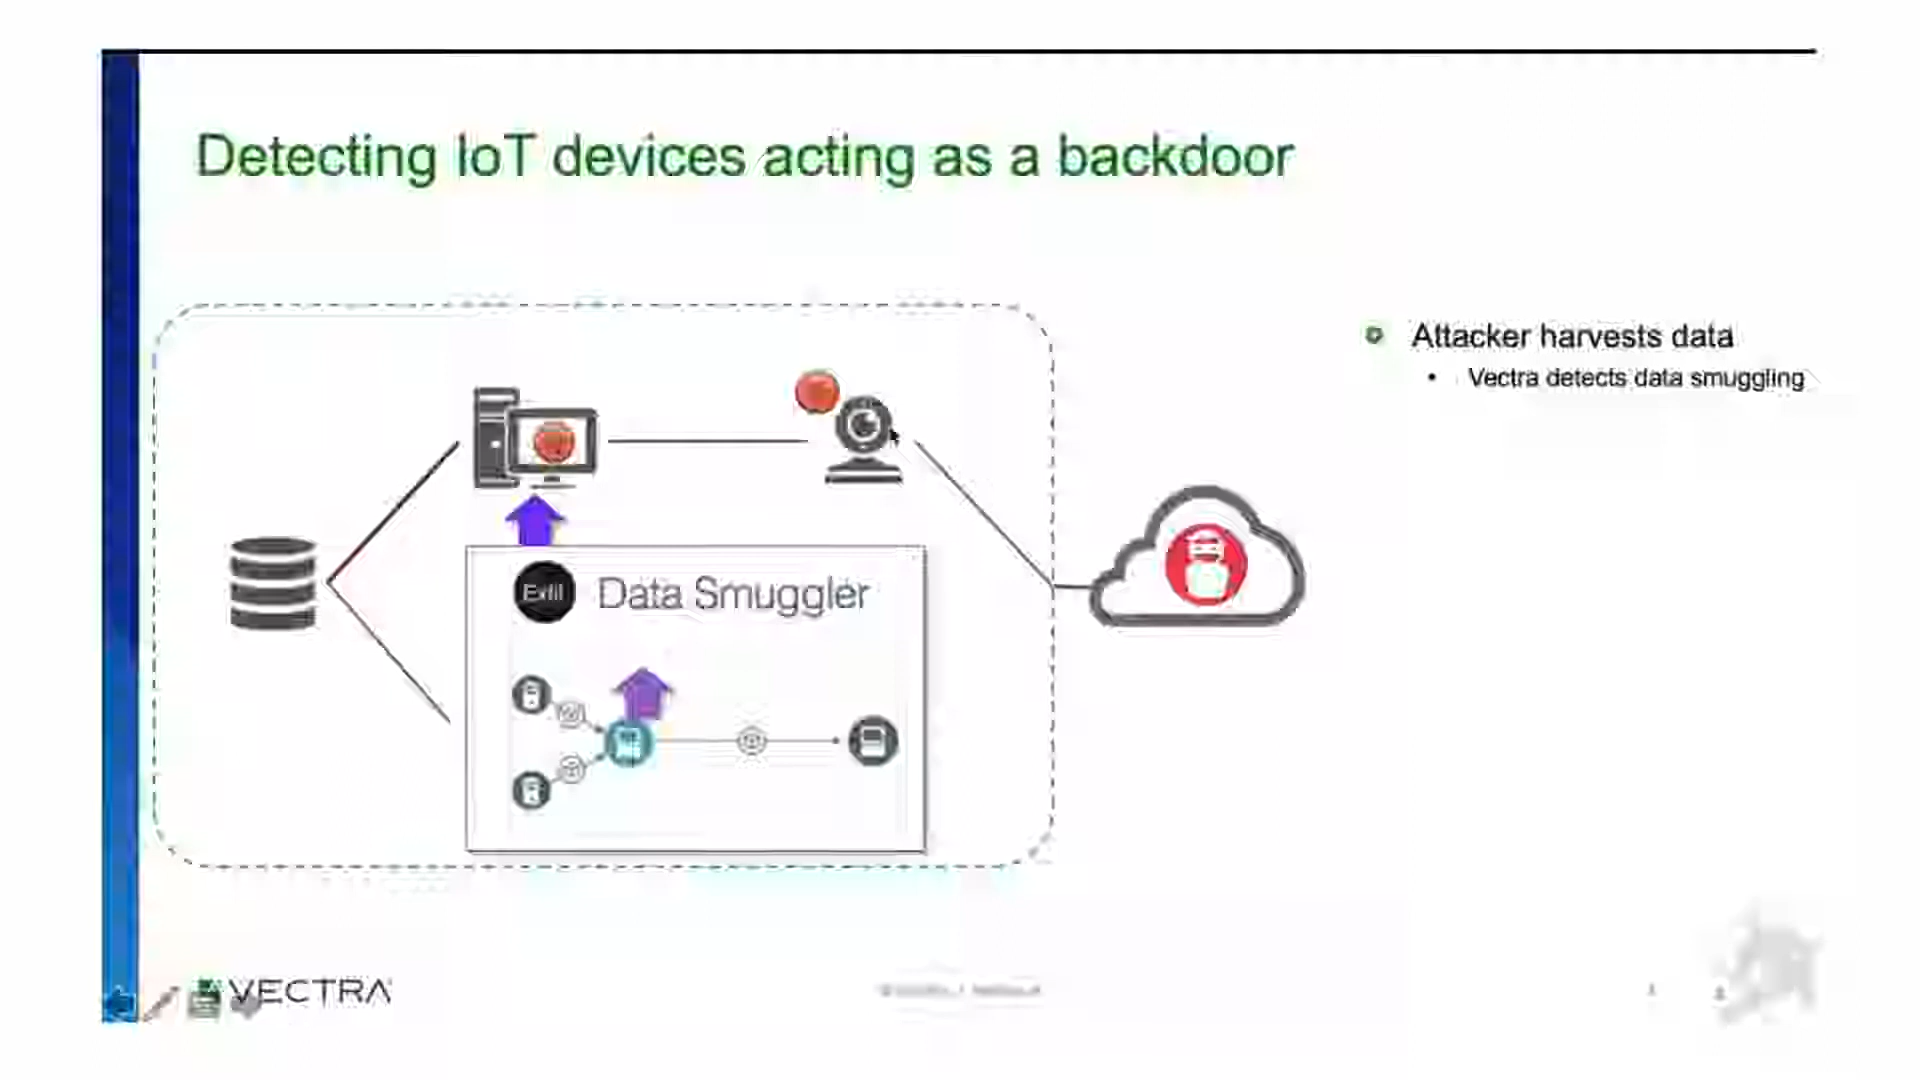 Detecting IoT devices acting as a backdoor
Attacker harvests data
Vectra detects data smuggling
Exfil
Data Smuggler
VECTRA